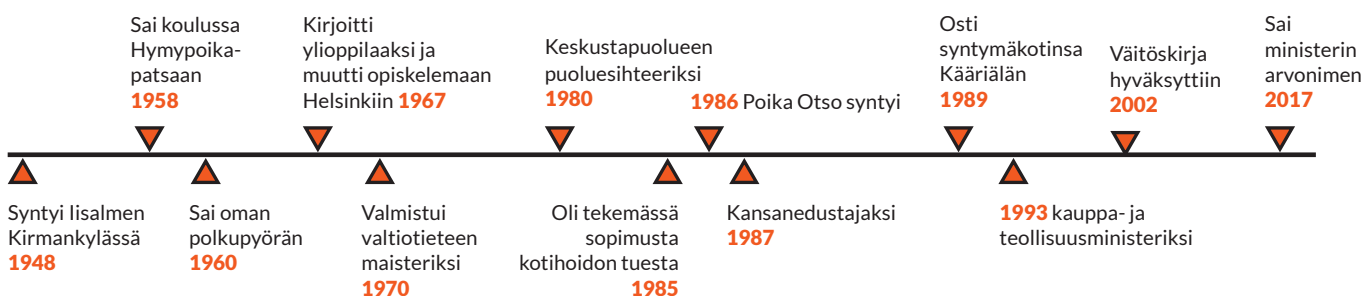 Sai koulussa
Hymypoika-
patsaan
1958
Kirjoitti
ylioppilaaksi ja
muutti opiskelemaan
Helsinkiin 1967
Keskustapuolueen
puoluesihteeriksi
1980
1986 Poika Otso syntyi
Osti
syntymäkotinsa
Kääriälän
1989
Väitöskirja
hyväksyttiin
2002
Sai
ministerin
arvonimen
2017
Syntyi Iisalmen
Kirmankylässä
1948
Sai oman
polkupyörän
1960
Valmistui
valtiotieteen
maisteriksi
1970
Oli tekemässä
sopimusta
kotihoidon tuesta
1985
Kansanedustajaksi
1987
1993 kauppa- ja
teollisuusministeriksi